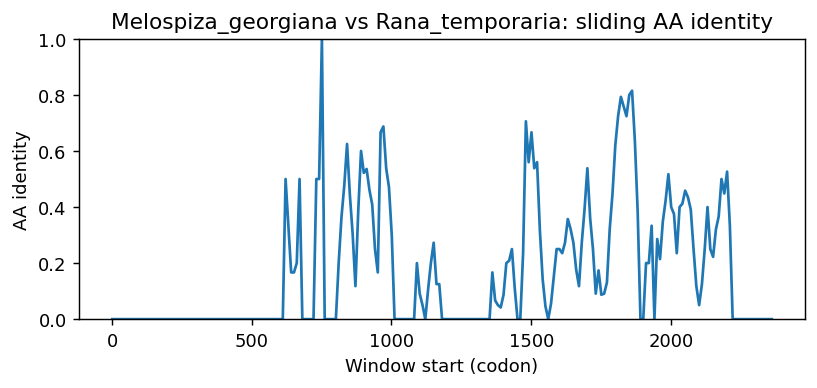 Melospiza_georgiana vs Rana_temporaria: sliding AA identity
AA identity
1.0
0.8
0.6
0.4
0.2
0.0
0 500 1000 1500 2000
Window start (codon)